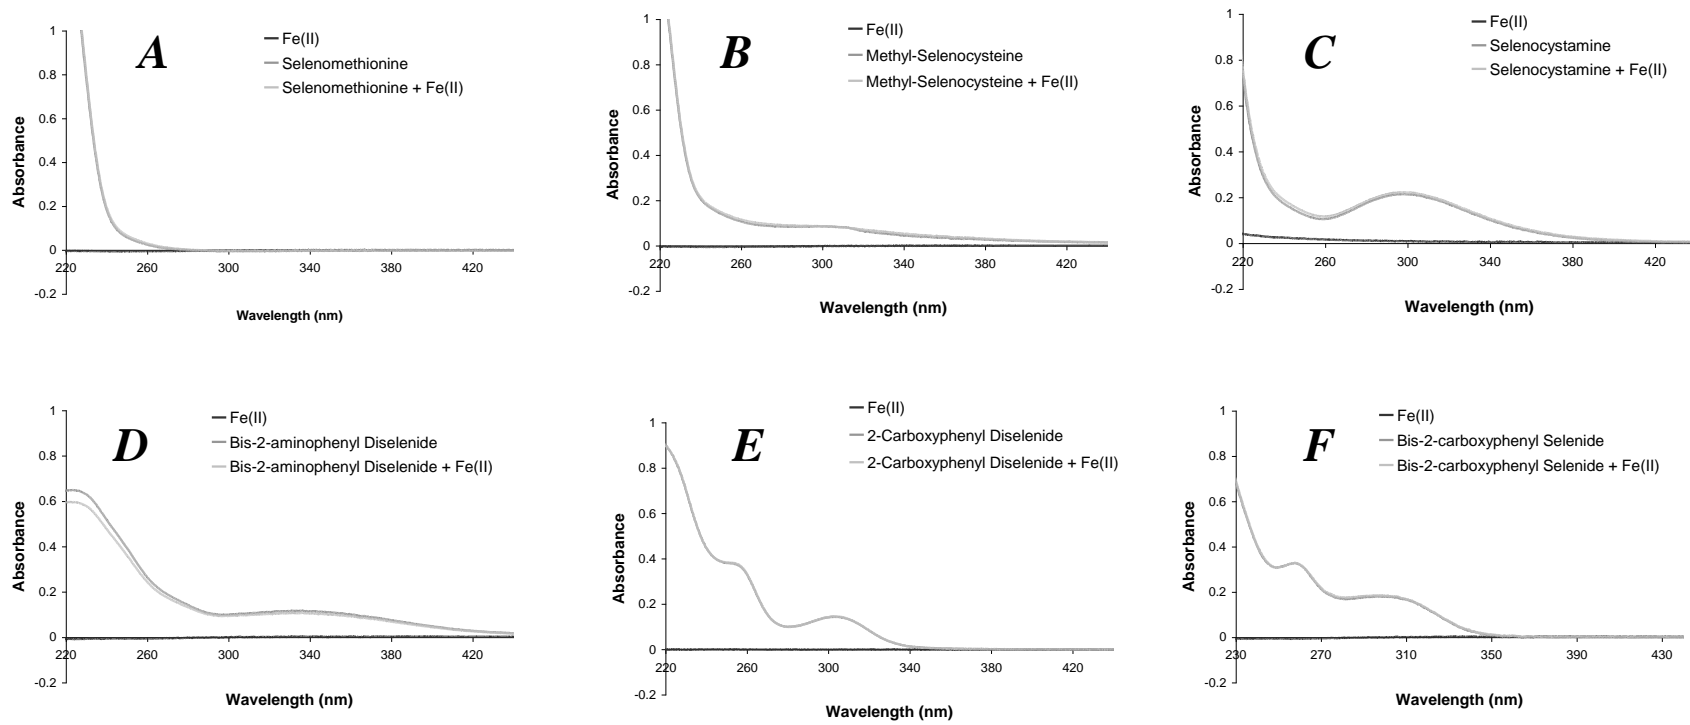 A
Fe(II)
Selenomethionine
Selenomethionine + Fe(II)
1
0.8
0.6
0.4
0.2
0
-0.2
220
260
300
340
380
420
Absorbance
Wavelength (nm)
B
Fe(II)
Methyl-Selenocysteine
Methyl-Selenocysteine + Fe(II)
1
0.8
0.6
0.4
0.2
0
-0.2
220
260
300
340
380
420
Absorbance
Wavelength (nm)
C
Fe(II)
Selenocystamine
Selenocystamine + Fe(II)
1
0.8
0.6
0.4
0.2
0
-0.2
220
260
300
340
380
420
Absorbance
Wavelength (nm)
D
Fe(II)
Bis-2-aminophenyl Diselenide
Bis-2-aminophenyl Diselenide + Fe(II)
1
0.8
0.6
0.4
0.2
0
-0.2
220
260
300
340
380
420
Absorbance
Wavelength (nm)
E
Fe(II)
2-Carboxyphenyl Diselenide
2-Carboxyphenyl Diselenide + Fe(II)
1
0.8
0.6
0.4
0.2
0
-0.2
220
260
300
340
380
420
Absorbance
Wavelength (nm)
F
Fe(II)
Bis-2-carboxyphenyl Selenide
Bis-2-carboxyphenyl Selenide + Fe(II)
1
0.8
0.6
0.4
0.2
0
-0.2
230
270
310
350
390
430
Absorbance
Wavelength (nm)